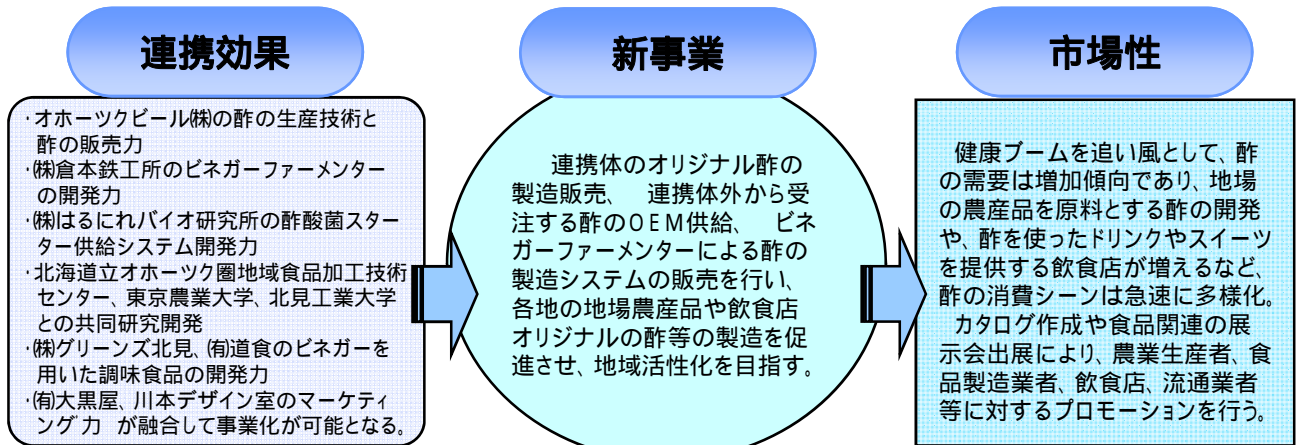 連携効果
・オホーツクビール㈱の酢の生産技術と
酢の販売力
・㈱倉本鉄工所のビネガーファーメンター
の開発力
・㈱はるにれバイオ研究所の酢酸菌スター
ター供給システム開発力
・北海道立オホーツク圏地域食品加工技術
センター、東京農業大学、北見工業大学
との共同研究開発
・㈱グリーンズ北見、㈲道食のビネガーを
用いた調味食品の開発力
・㈲大黒屋、川本デザイン室のマーケティ
ング力 が融合して事業化が可能となる。
新事業
連携体のオリジナル酢の
製造販売、 連携体外から受
注する酢のOEM供給、 ビネ
ガーファーメンターによる酢の
製造システムの販売を行い、
各地の地場農産品や飲食店
オリジナルの酢等の製造を促
進させ、地域活性化を目指す。
市場性
健康ブームを追い風として、酢
の需要は増加傾向であり、地場
の農産品を原料とする酢の開発
や、酢を使ったドリンクやスイーツ
を提供する飲食店が増えるなど、
酢の消費シーンは急速に多様化。
カタログ作成や食品関連の展
示会出展により、農業生産者、食
品製造業者、飲食店、流通業者
等に対するプロモーションを行う。